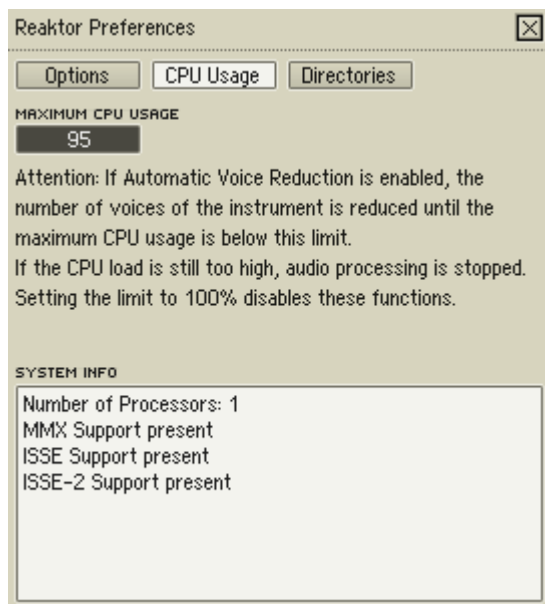 Reaktor Preferences
Options CPU Usage Directories
MAXIMUM CPU USAGE
95
Attention: If Automatic Voice Reduction is enabled, the
number of voices of the instrument is reduced until the
maximum CPU usage is below this limit.
If the CPU load is still too high, audio processing is stopped.
Setting the limit to 100% disables these functions.
SYSTEM INFO
Number of Processors: 1
MMX Support present
ISSE Support present
ISSE-2 Support present